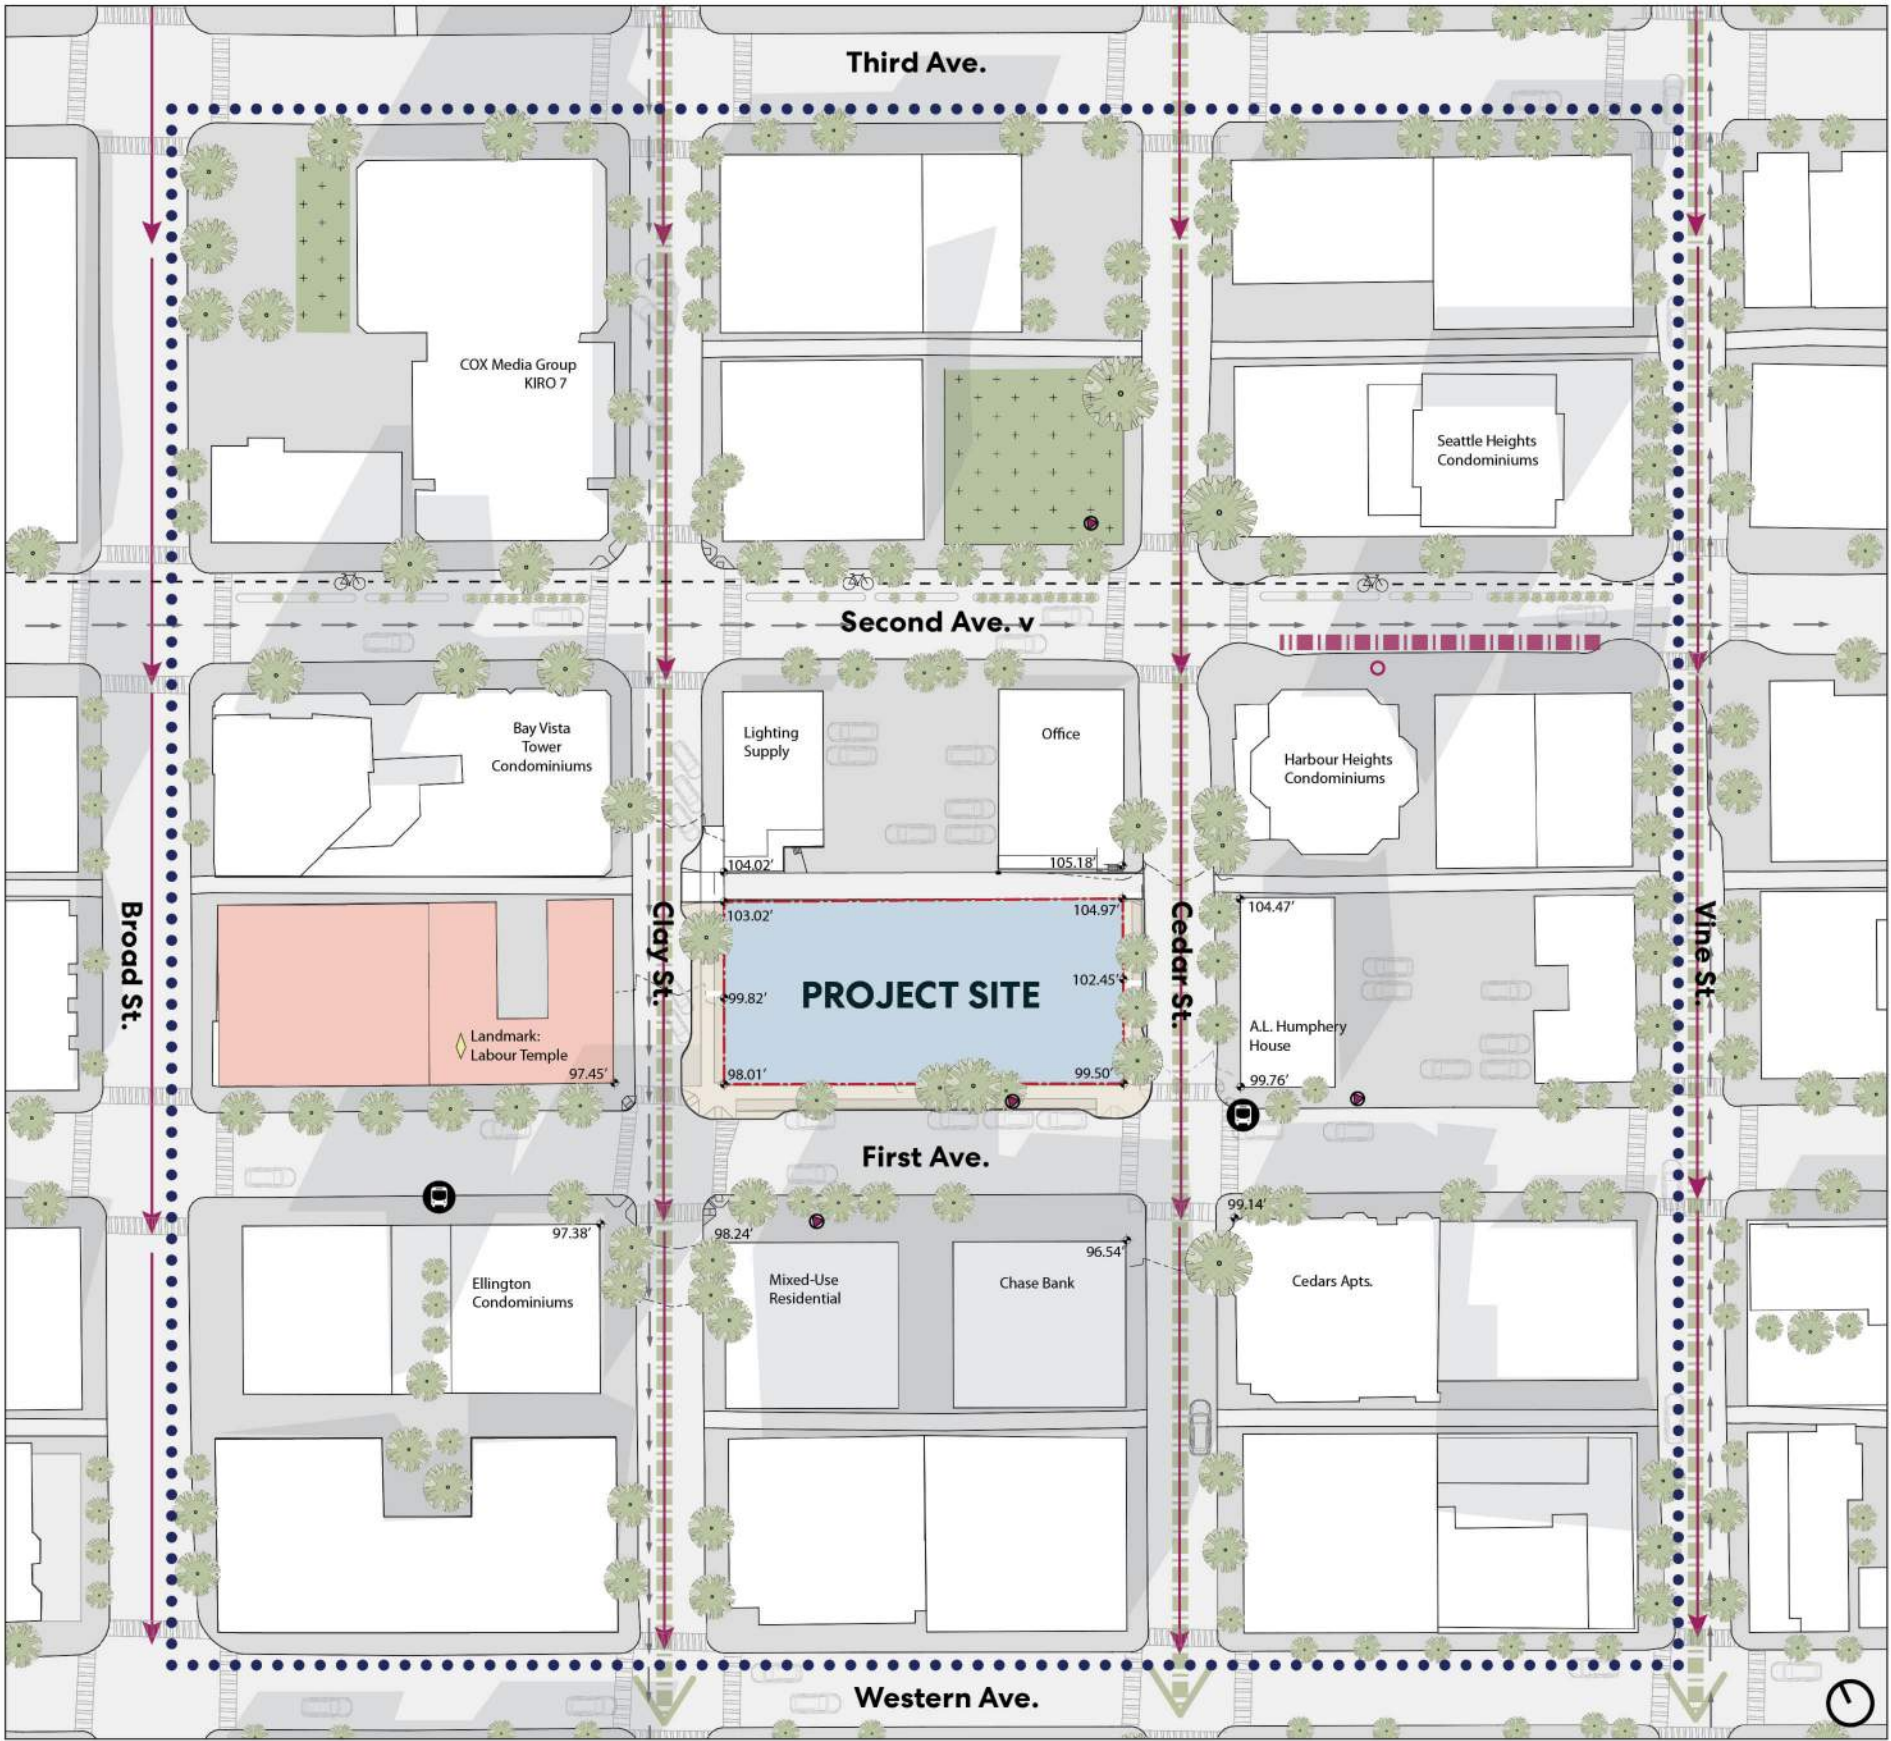 Third Ave.
COX Media Group
KIRO 7
Seattle Heights
Condominiums
Second Ave. v
Bay Vista
Tower
Condominiums
Lighting
Supply
Office
Harbour Heights
Condominiums
104.02'
105.18'
Broad St.
Clay St.
Cedar St.
Vine St.
103.02'
104.97'
104.47'
99.82'
PROJECT SITE
102.45'
Landmark:
Labour Temple
97.45'
98.01'
99.50'
A.L. Humphery
House
99.76'
First Ave.
97.38'
98.24'
96.54'
99.14'
Ellington
Condominiums
Mixed-Use
Residential
Chase Bank
Cedars Apts.
Western Ave.